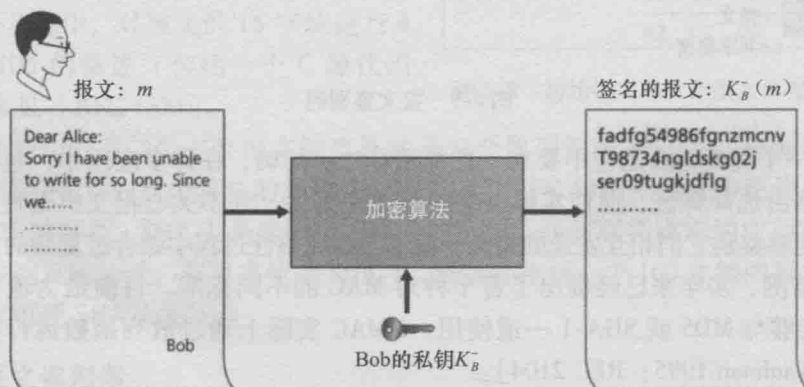 报文：m
Dear Alice:
Sorry I have been unable
to write for so long. Since
we.....
...........
...........
Bob
加密算法
Bob的私钥K_B^-
签名的报文：K_B^-(m)
fadfg54986fgnzmcnv
T98734ngldskg02j
ser09tugkjdflg
............